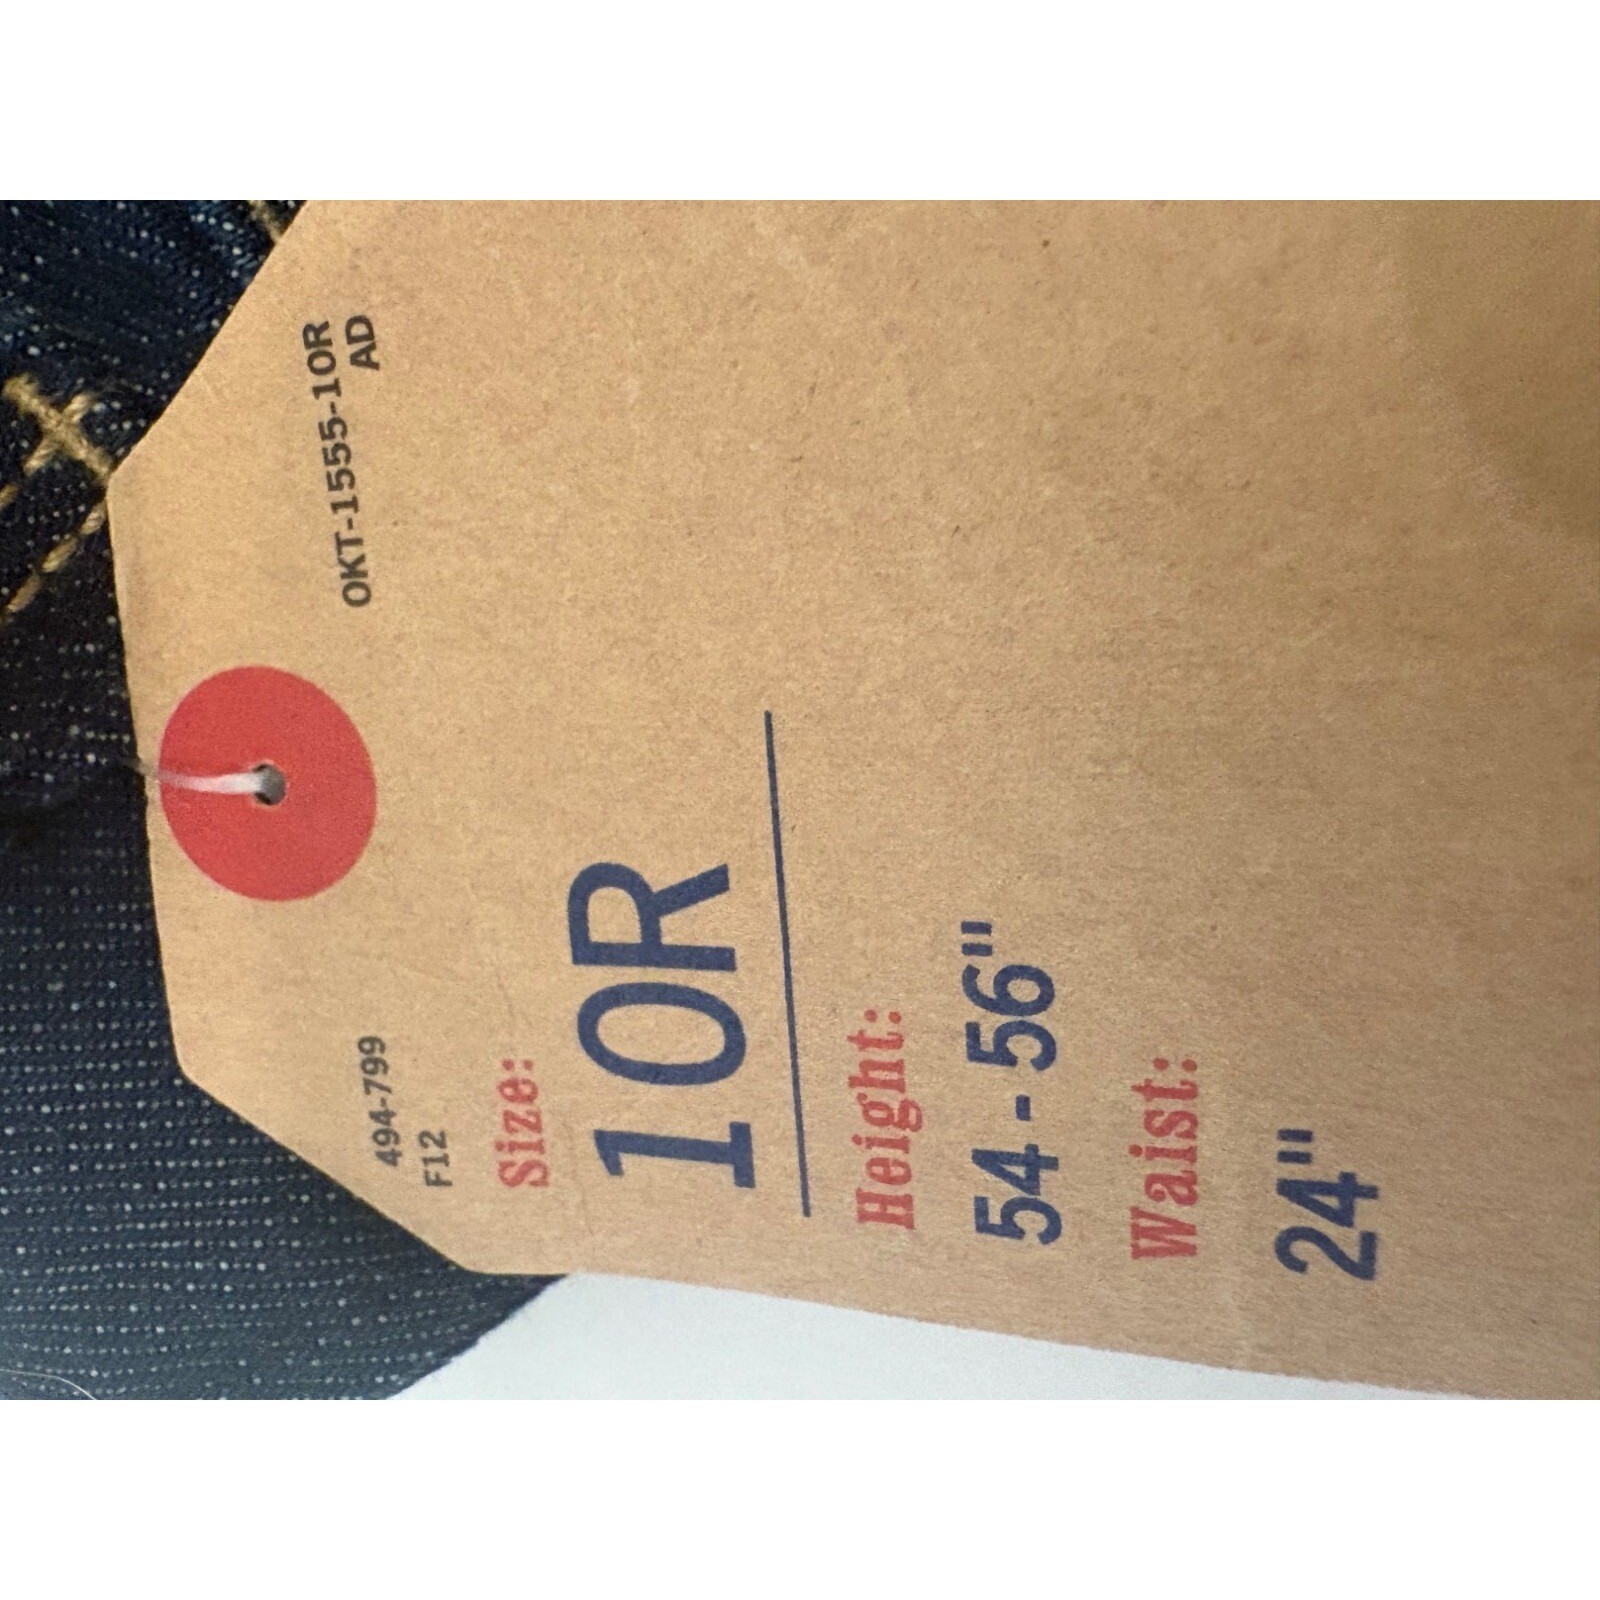 494-799
F12
OKT-1555-10R
AD
Size:
10R
Height:
54 - 56"
Waist:
24"